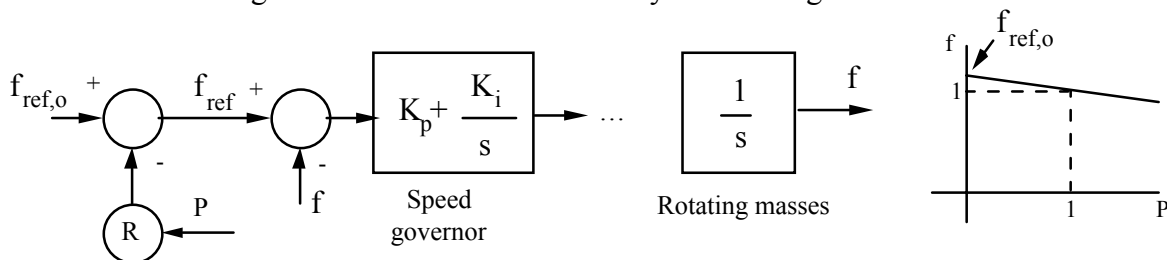 f_ref,o
+
f_ref
+
-
-
R
P
f
K_p + K_i
s
Speed
governor
...
1
s
Rotating masses
f
f
f_ref,o
1
1
P